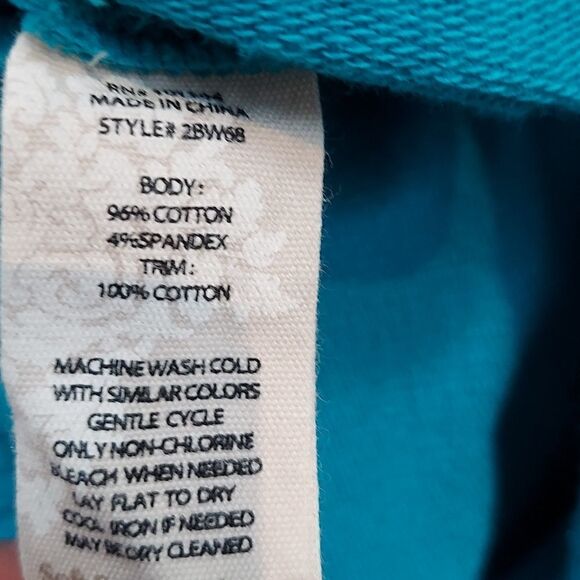 RN#
MADE IN CHINA
STYLE# 2BW68
BODY:
96% COTTON
4%SPANDEX
TRIM:
100% COTTON
MACHINE WASH COLD
WITH SIMILAR COLORS
GENTLE CYCLE
ONLY NON-CHLORINE
BLEACH WHEN NEEDED
LAY FLAT TO DRY
COOL IRON IF NEEDED
MAY BE DRY CLEANED